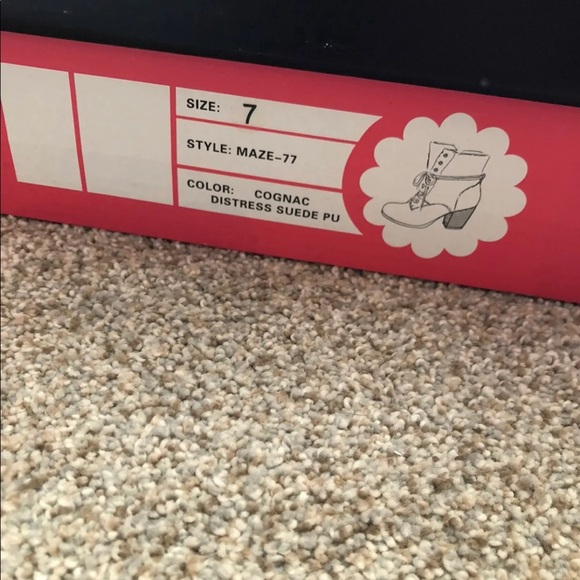 SIZE: 7
STYLE: MAZE-77
COLOR: COGNAC
DISTRESS SUEDE PU